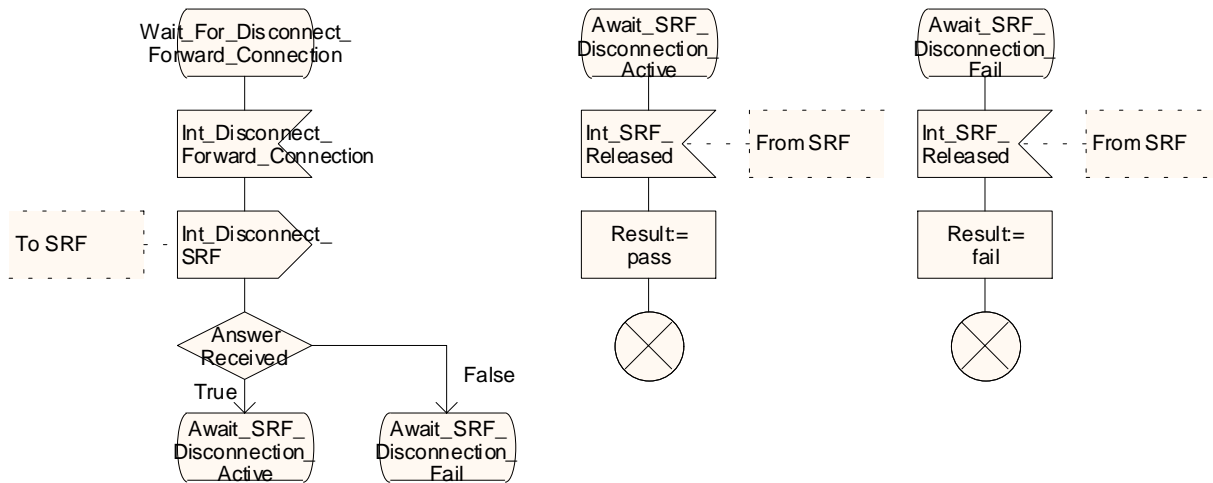 Wait_For_Disconnect_
Forward_Connection
Int_Disconnect_
Forward_Connection
To SRF
Int_Disconnect_
SRF
Answer
Received
True
False
Await_SRF_
Disconnection_
Active
Await_SRF_
Disconnection_
Fail
Await_SRF_
Disconnection_
Active
Int_SRF_
Released
From SRF
Result:=
pass
Await_SRF_
Disconnection_
Fail
Int_SRF_
Released
From SRF
Result:=
fail